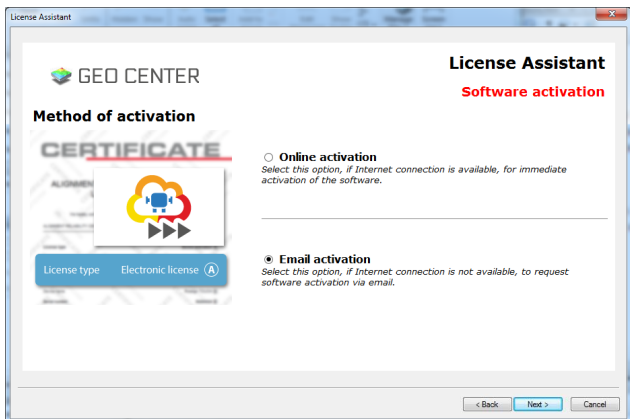 License Assistant
GEO CENTER
License Assistant
Software activation
Method of activation
CERTIFICATE
Online activation
Select this option, if Internet connection is available, for immediate
activation of the software.
License type Electronic license A
Email activation
Select this option, if Internet connection is not available, to request
software activation via email.
< Back Next > Cancel